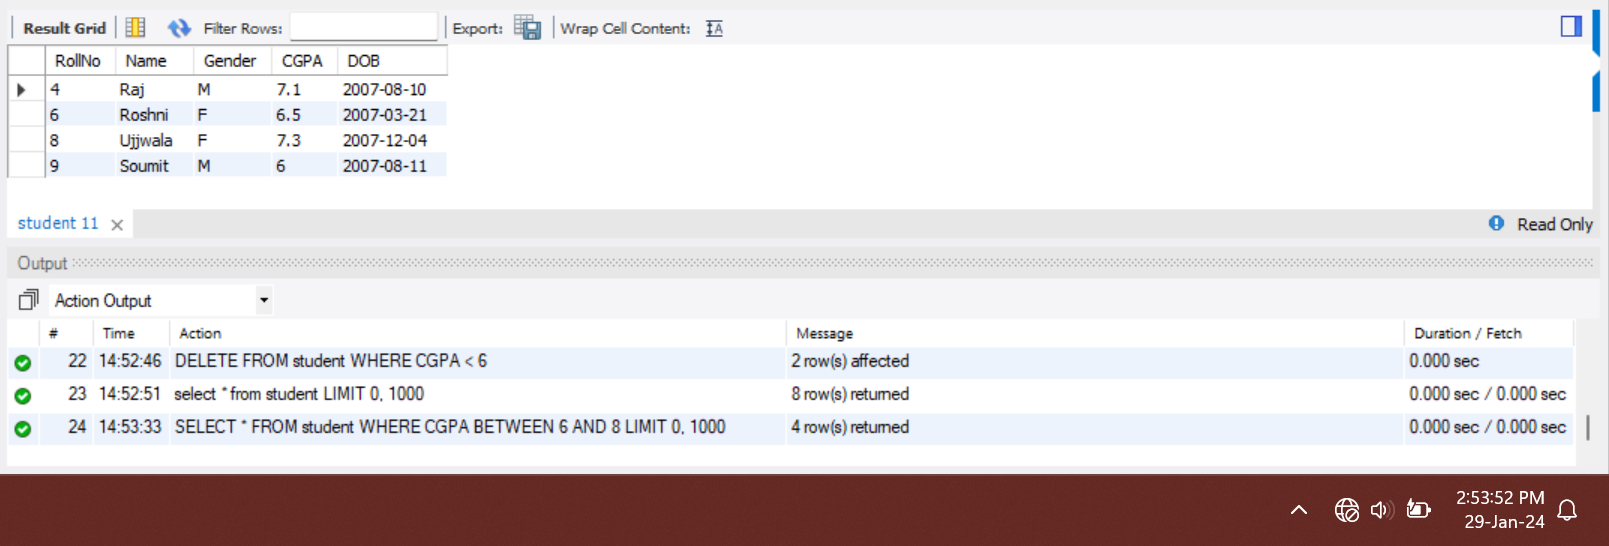 Result Grid Filter Rows: Export: Wrap Cell Content:
RollNo Name Gender CGPA DOB
4 Raj M 7.1 2007-08-10
6 Roshni F 6.5 2007-03-21
8 Ujjwala F 7.3 2007-12-04
9 Soumit M 6 2007-08-11
student 11 Read Only
Output
Action Output
# Time Action Message Duration / Fetch
22 14:52:46 DELETE FROM student WHERE CGPA < 6 2 row(s) affected 0.000 sec
23 14:52:51 select * from student LIMIT 0, 1000 8 row(s) returned 0.000 sec / 0.000 sec
24 14:53:33 SELECT * FROM student WHERE CGPA BETWEEN 6 AND 8 LIMIT 0, 1000 4 row(s) returned 0.000 sec / 0.000 sec
2:53:52 PM
29-Jan-24